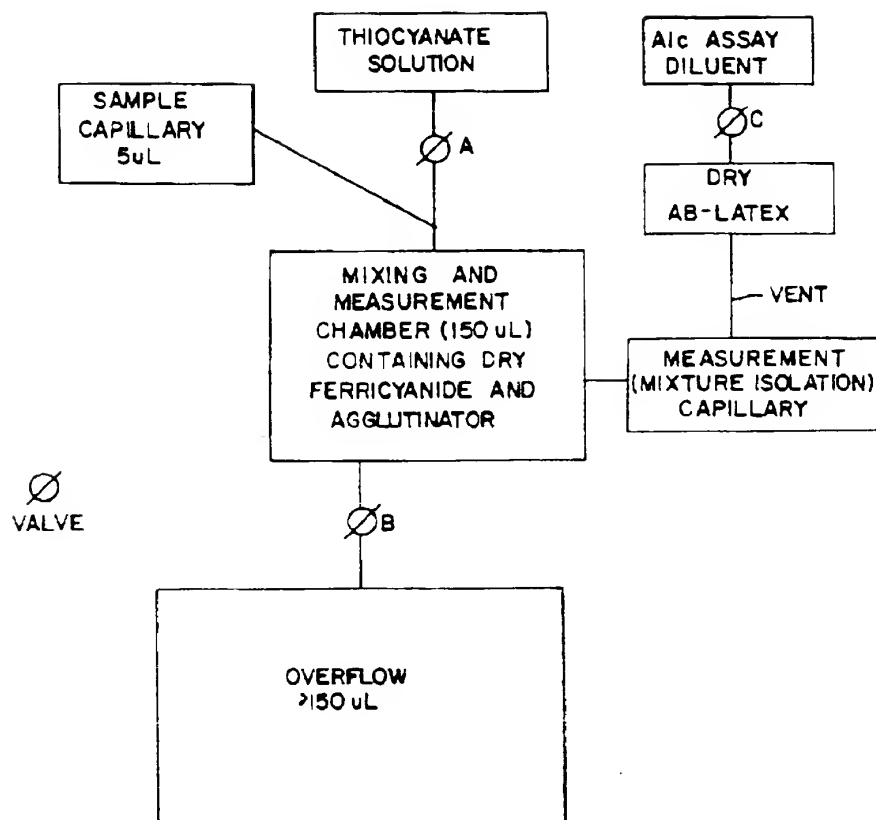 THIOCYANATE
SOLUTION
A1c ASSAY
DILUENT
SAMPLE
CAPILLARY
5uL
A
C
DRY
AB-LATEX
MIXING AND
MEASUREMENT
CHAMBER (150 uL)
CONTAINING DRY
FERRICYANIDE AND
AGGLUTINATOR
VENT
MEASUREMENT
(MIXTURE ISOLATION)
CAPILLARY
VALVE
B
OVERFLOW
>150 uL